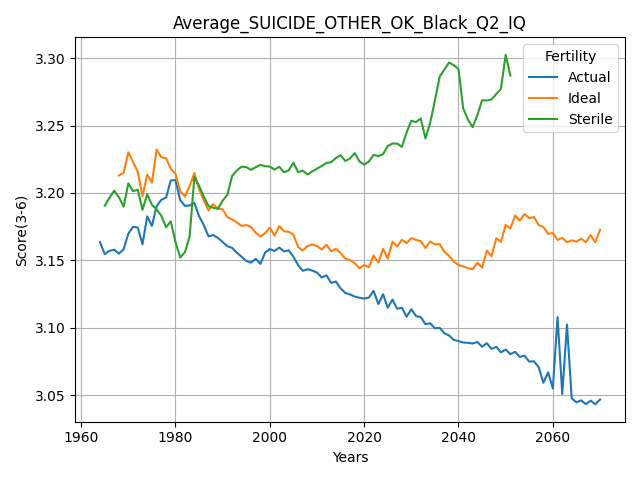 Average_SUICIDE_OTHER_OK_Black_Q2_IQ
Fertility
Actual
Ideal
Sterile
Score(3-6)
3.30
3.25
3.20
3.15
3.10
3.05
1960 1980 2000 2020 2040 2060
Years